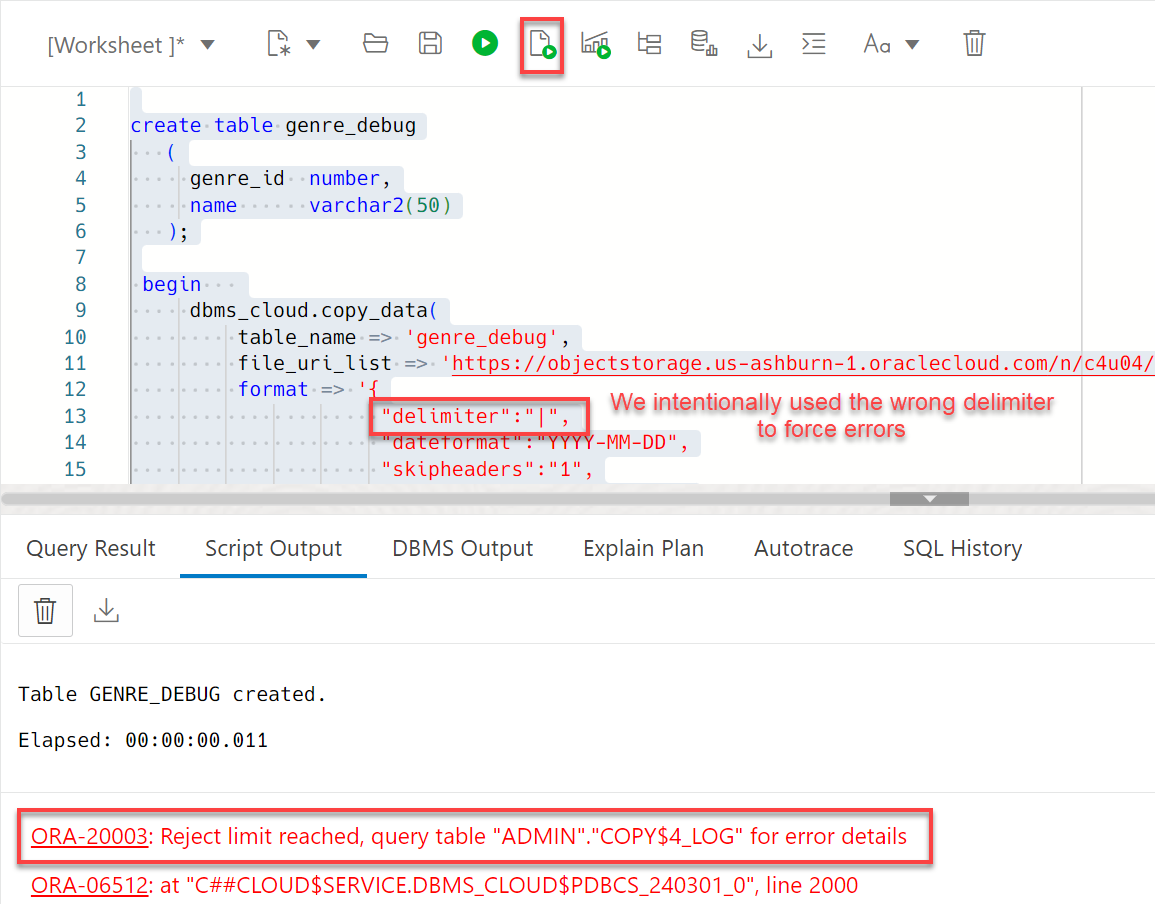 [Worksheet ]*
Aa
1
2 create table genre_debug
3 (
4 genre_id number,
5 name varchar2(50)
6 );
7
8 begin
9 dbms_cloud.copy_data(
10 table_name => 'genre_debug',
11 file_uri_list => 'https://objectstorage.us-ashburn-1.oraclecloud.com/n/c4u04/
12 format => '{
13 "delimiter":"|",
14 "dateformat":"YYYY-MM-DD",
15 "skipheaders":"1",
We intentionally used the wrong delimiter
to force errors
Query Result Script Output DBMS Output Explain Plan Autotrace SQL History
Table GENRE_DEBUG created.
Elapsed: 00:00:00.011
ORA-20003: Reject limit reached, query table "ADMIN"."COPY$4_LOG" for error details
ORA-06512: at "C##CLOUD$SERVICE.DBMS_CLOUD$PDBCS_240301_0", line 2000